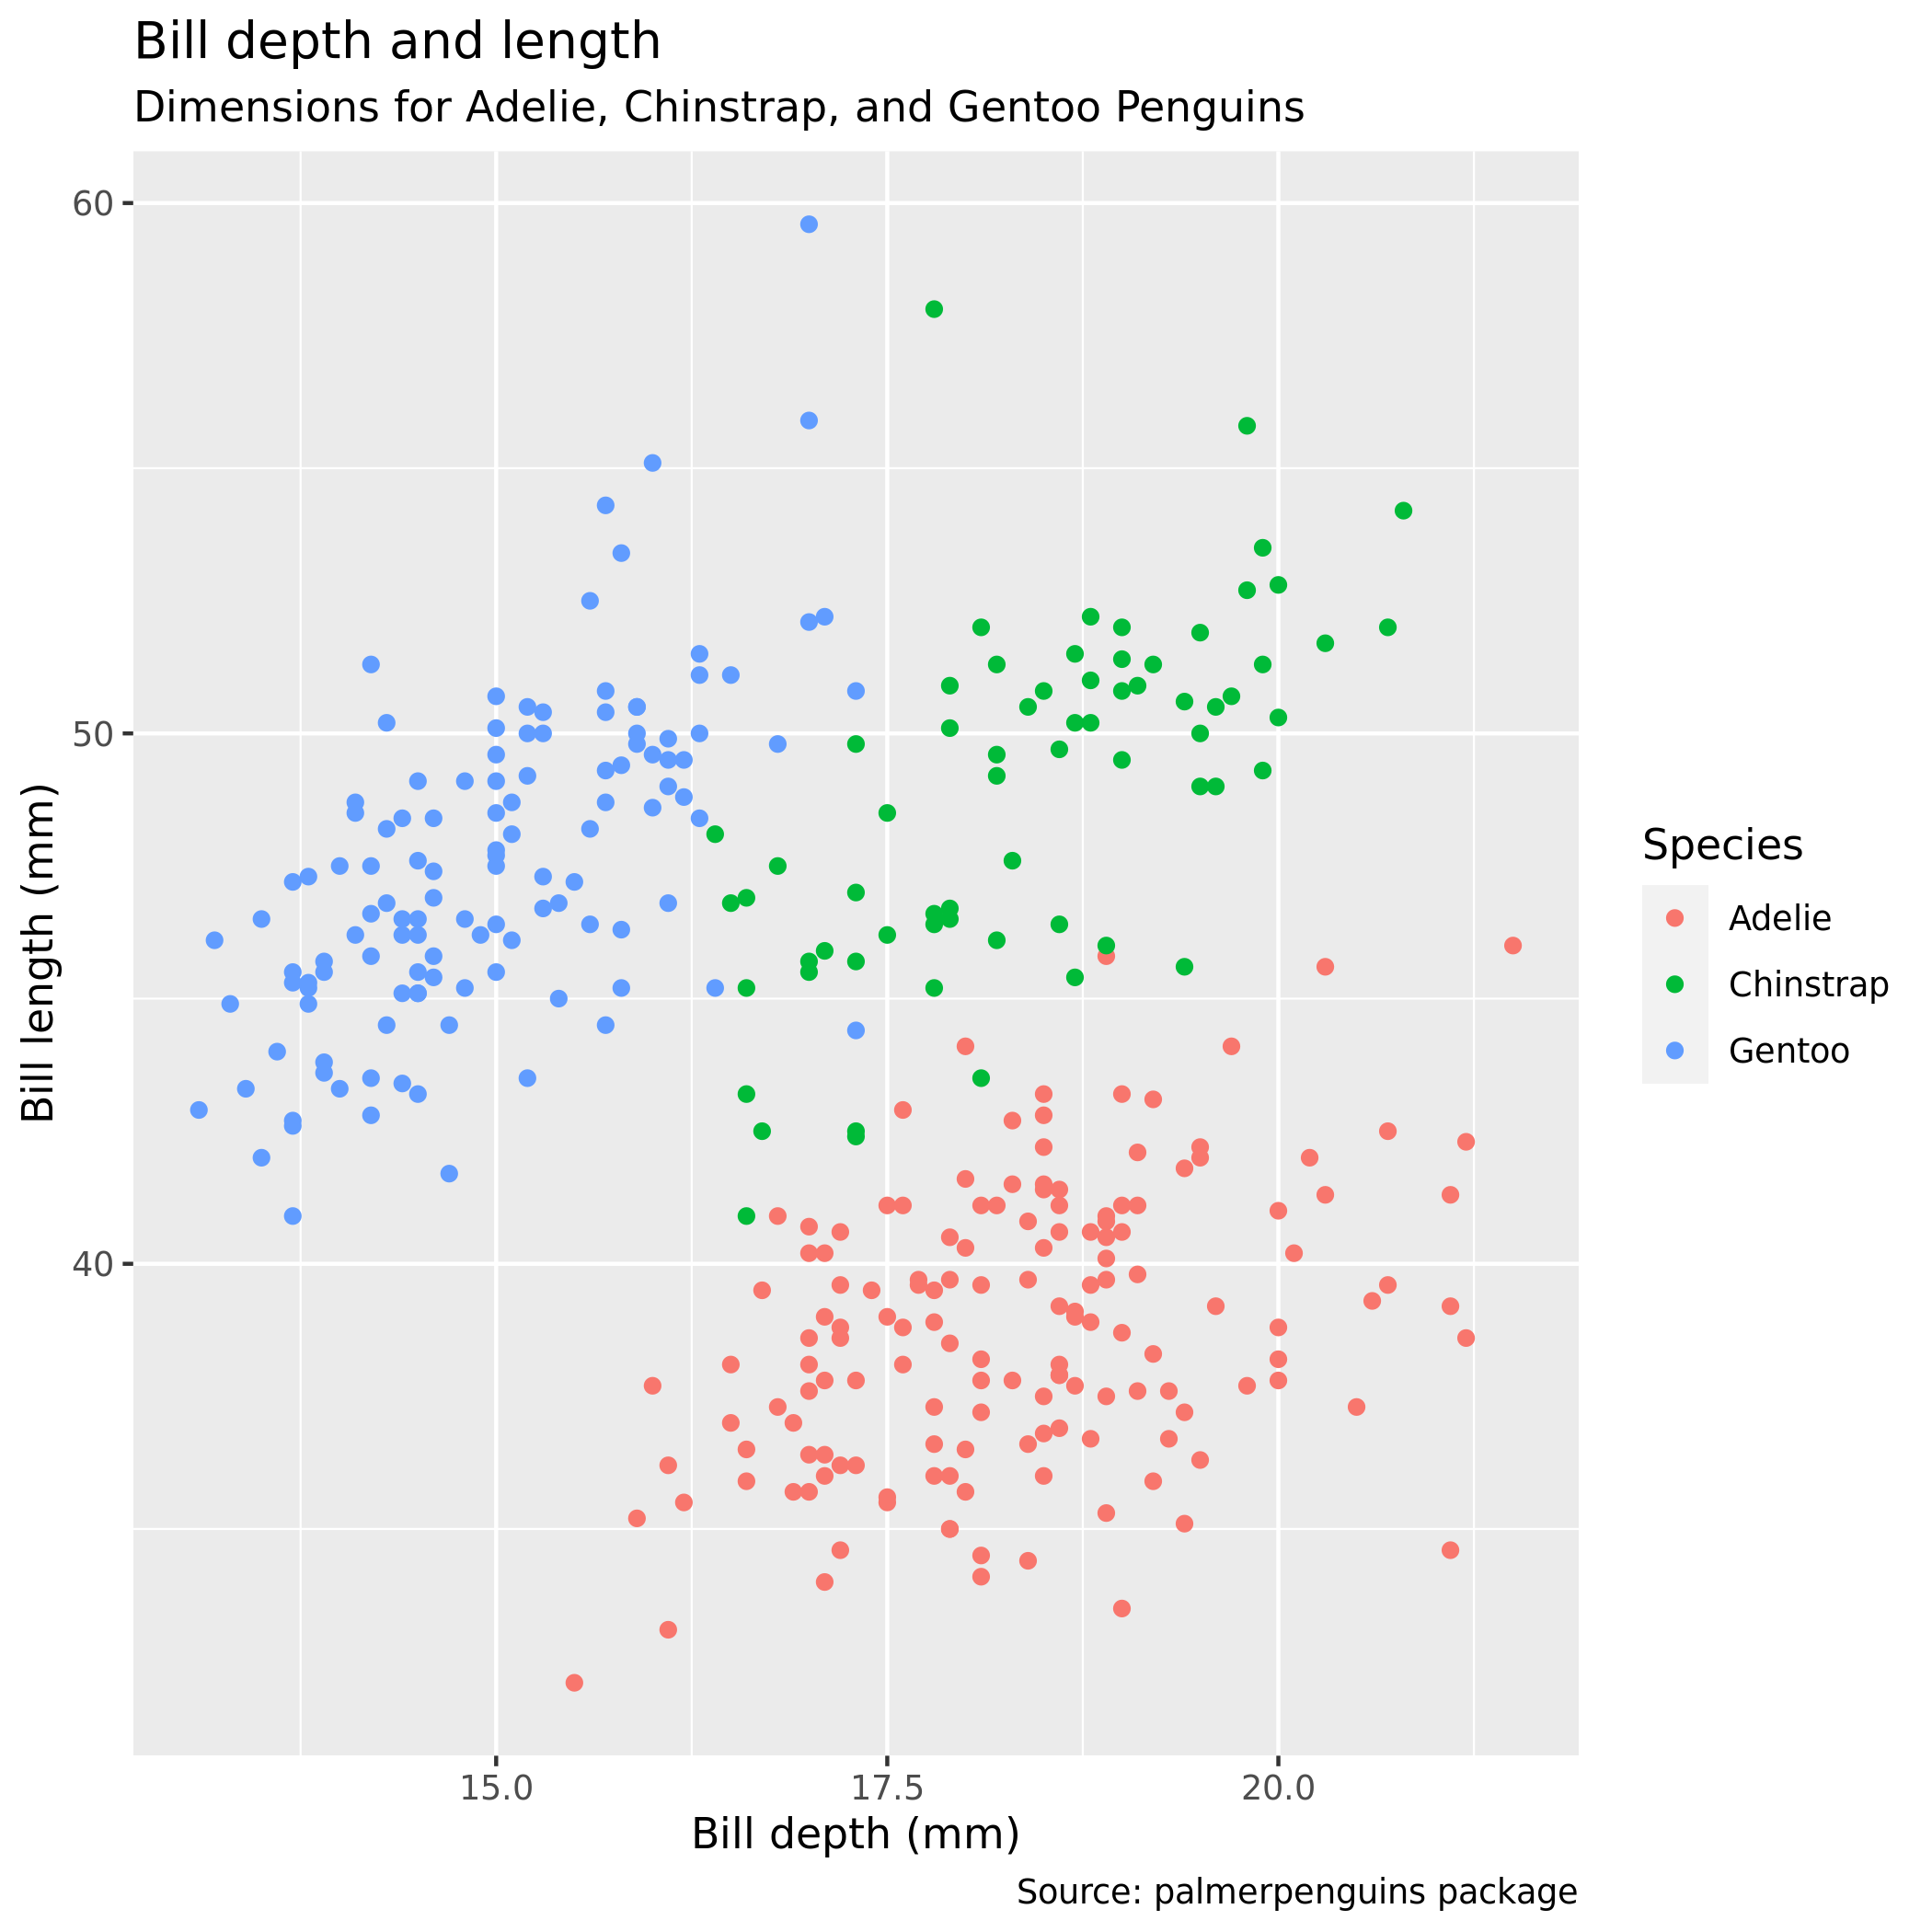 Bill depth and length
Dimensions for Adelie, Chinstrap, and Gentoo Penguins
60
50
40
Bill length (mm)
15.0 17.5 20.0
Bill depth (mm)
Species
Adelie
Chinstrap
Gentoo
Source: palmerpenguins package